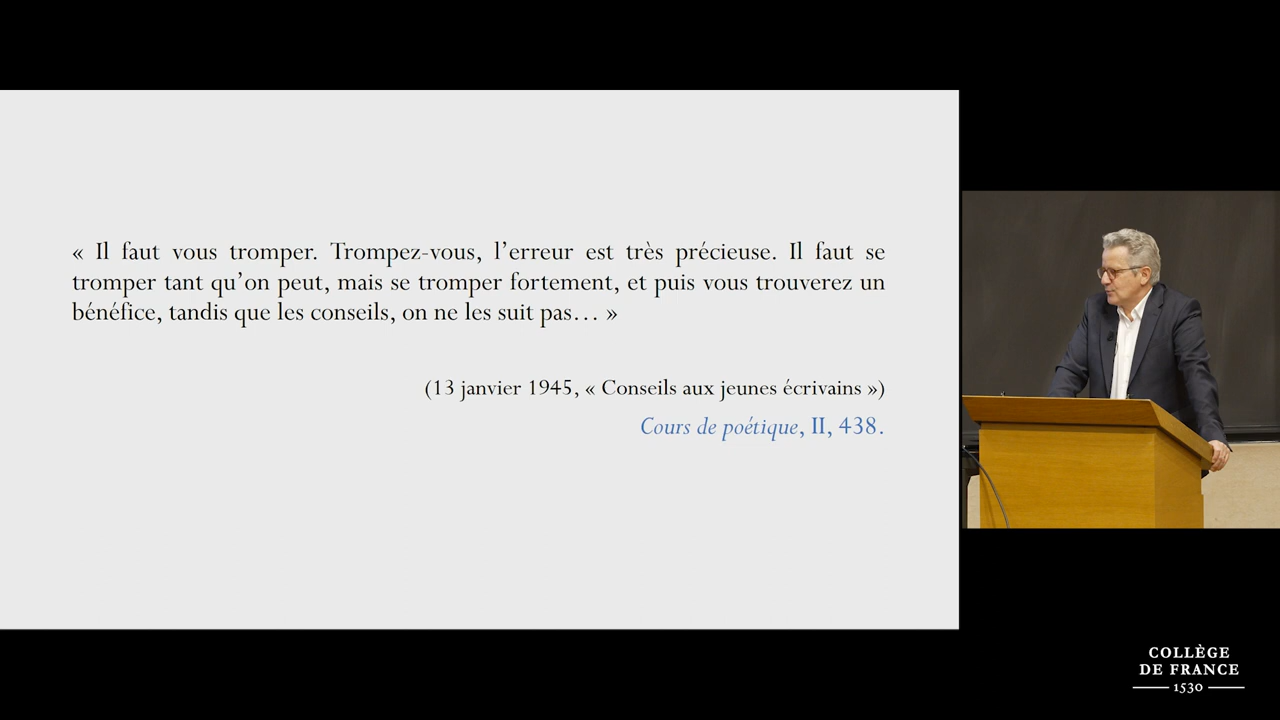 « Il faut vous tromper. Trompez-vous, l’erreur est très précieuse. Il faut se
tromper tant qu’on peut, mais se tromper fortement, et puis vous trouverez un
bénéfice, tandis que les conseils, on ne les suit pas… »
(13 janvier 1945, « Conseils aux jeunes écrivains »)
Cours de poétique, II, 438.
COLLÈGE
DE FRANCE
1530